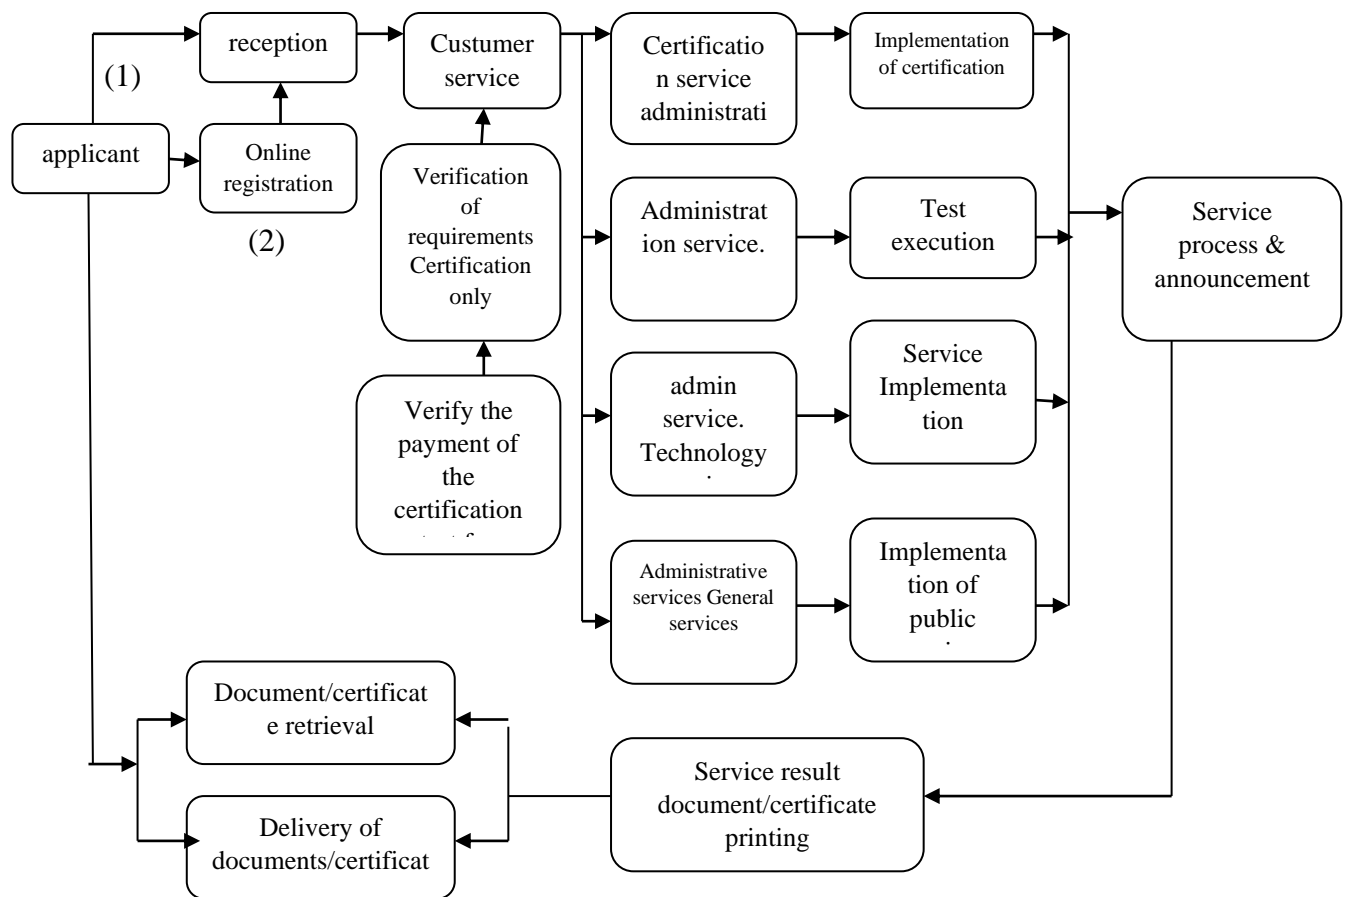 reception
(1)
applicant
Online
registration
(2)
Custumer
service
Verification
of
requirements
Certification
only
Verify the
payment of
the
certification
Certificatio
n service
administrati
Implementation
of certification
Administrat
ion service.
Test
execution
admin
service.
Technology
Service
Implementa
tion
Administrative
services General
services
Implementa
tion of
public
Service
process &
announcement
Document/certificat
e retrieval
Delivery of
documents/certificat
Service result
document/certificate
printing